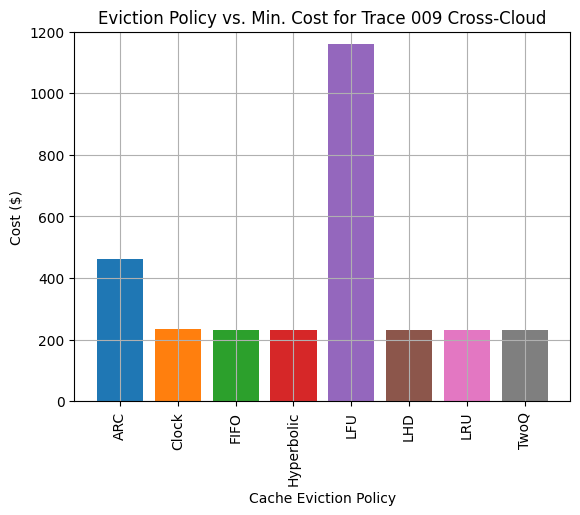 Eviction Policy vs. Min. Cost for Trace 009 Cross-Cloud
1200
1000
800
600
400
200
0
Cost ($)
ARC
Clock
FIFO
Hyperbolic
LFU
LHD
LRU
TwoQ
Cache Eviction Policy